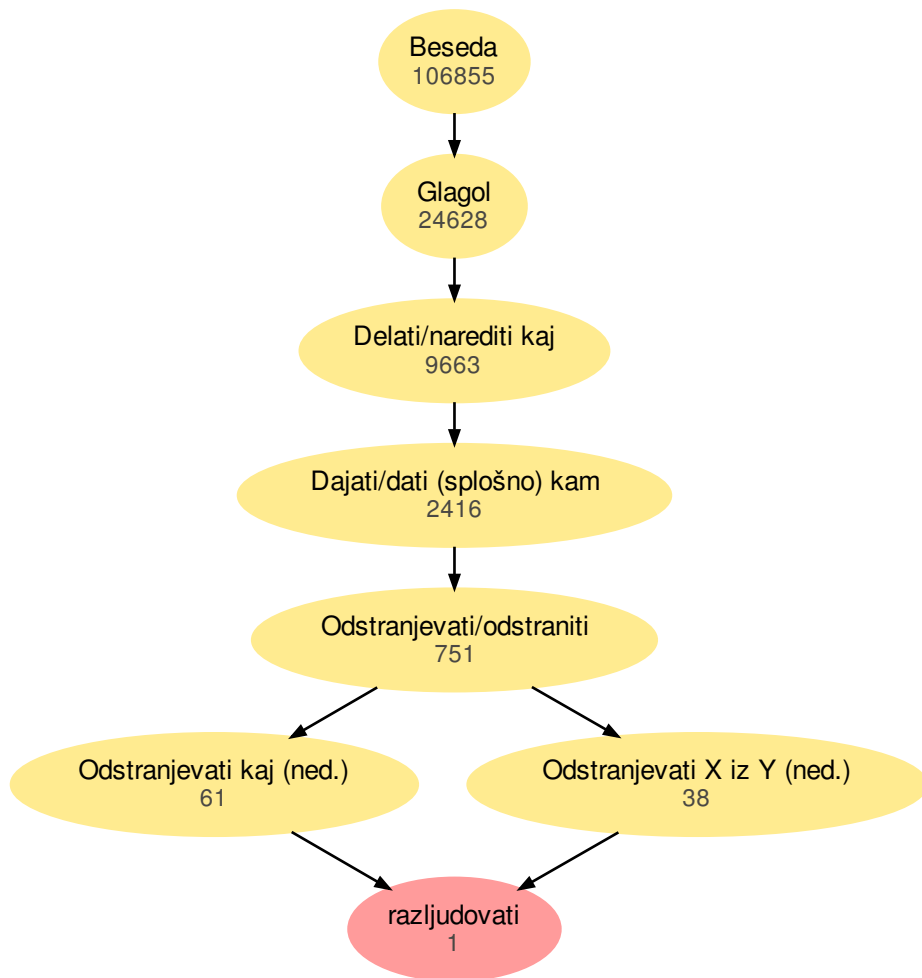 Beseda
106855
Glagol
24628
Delati/narediti kaj
9663
Dajati/dati (splošno) kam
2416
Odstranjevati/odstraniti
751
Odstranjevati kaj (ned.)
61
Odstranjevati X iz Y (ned.)
38
razljudovati
1